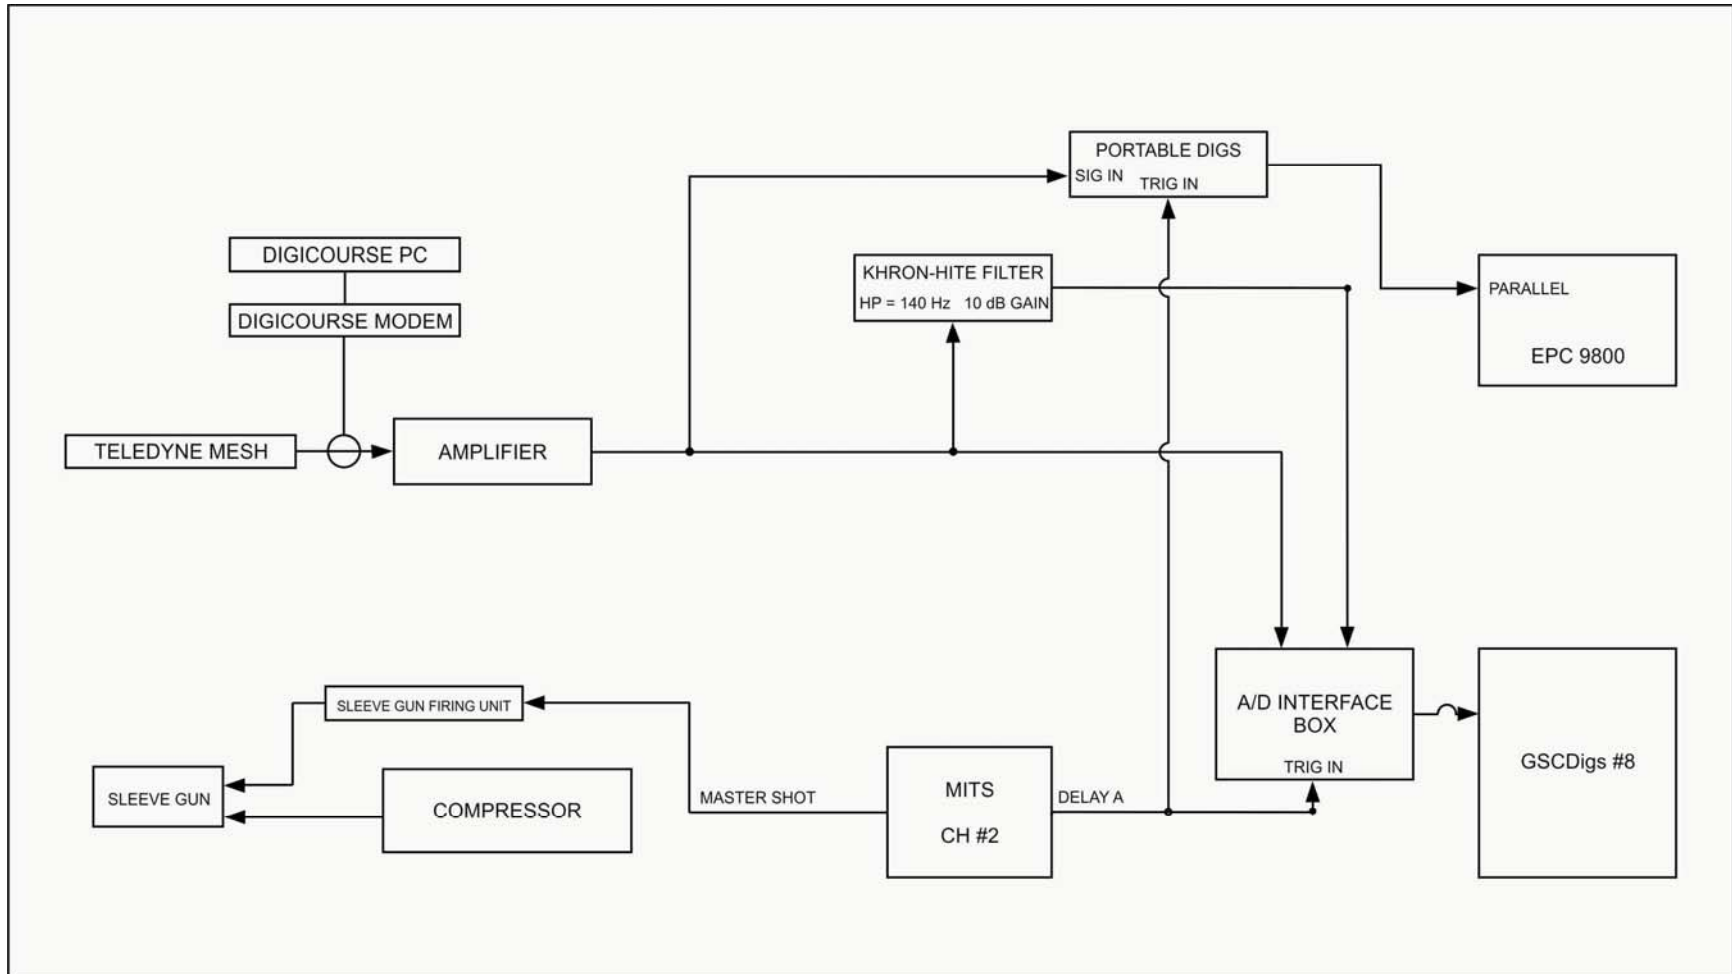 PORTABLE DIGS
SIG IN
TRIG IN
DIGICOURSE PC
KHRON-HITE FILTER
HP = 140 Hz 10 dB GAIN
PARALLEL
DIGICOURSE MODEM
EPC 9800
TELEDYNE MESH
AMPLIFIER
SLEEVE GUN FIRING UNIT
A/D INTERFACE
BOX
TRIG IN
GSCDigs #8
SLEEVE GUN
COMPRESSOR
MASTER SHOT
MITS
CH #2
DELAY A